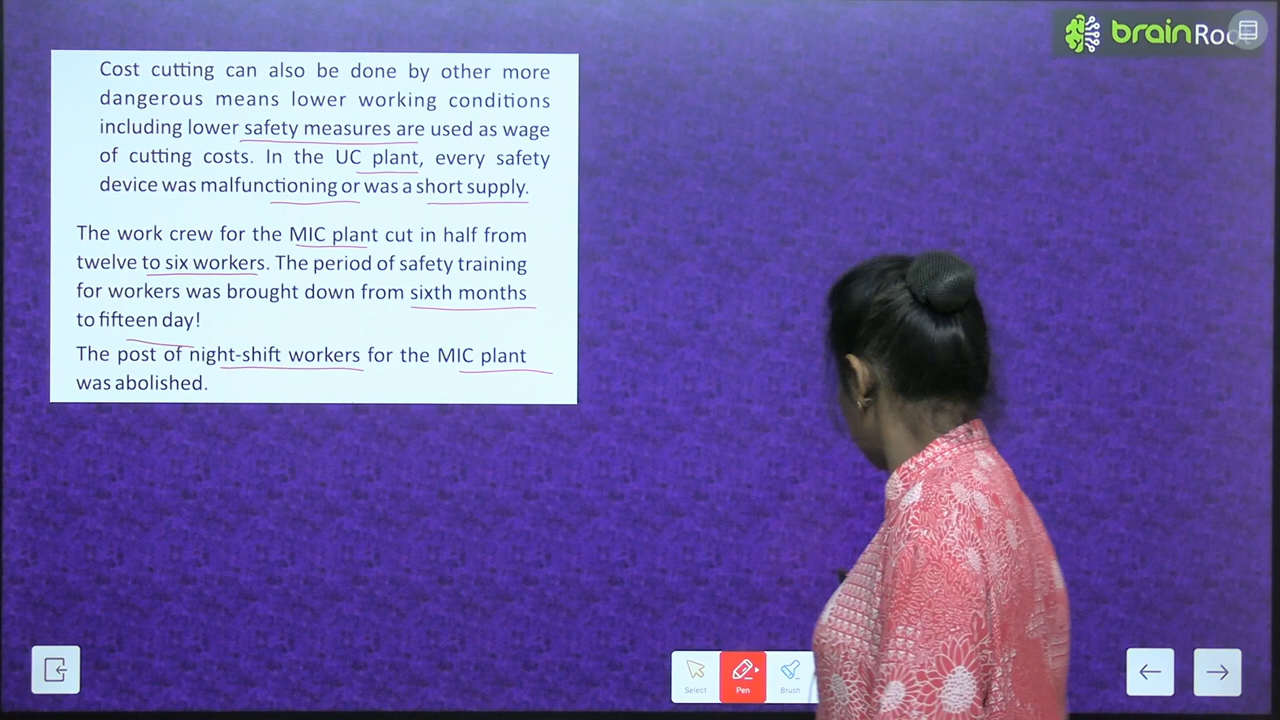 brain Roo
Cost cutting can also be done by other more
dangerous means lower working conditions
including lower safety measures are used as wage
of cutting costs. In the UC plant, every safety
device was malfunctioning or was a short supply.
The work crew for the MIC plant cut in half from
twelve to six workers. The period of safety training
for workers was brought down from sixth months
to fifteen day!
The post of night-shift workers for the MIC plant
was abolished.
Select Pen Brush